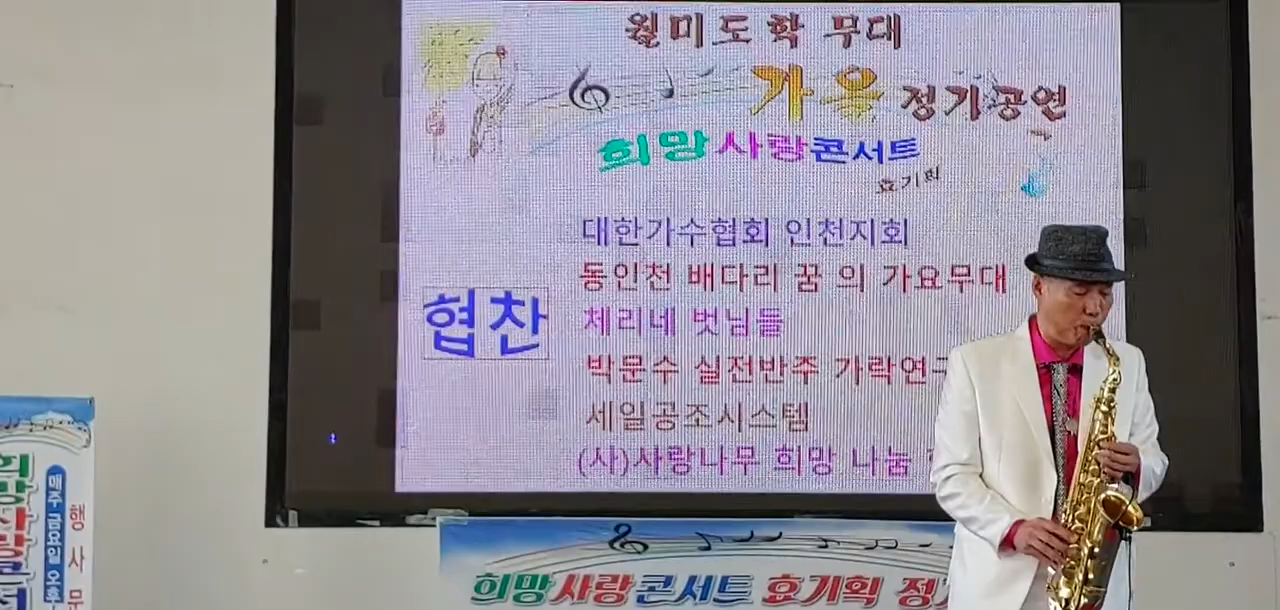 월미도학 무대
가을 정기공연
희망사랑콘서트
효기획
대한가수협회 인천지회
동인천 배다리 꿈 의 가요무대
협찬
체리네 벗님들
박문수 실전반주 가락연구
세일공조시스템
(사)사랑나무 희망 나눔
희망사랑콘서트 효기획
희망사랑콘
매주 금요일 오후
행사문